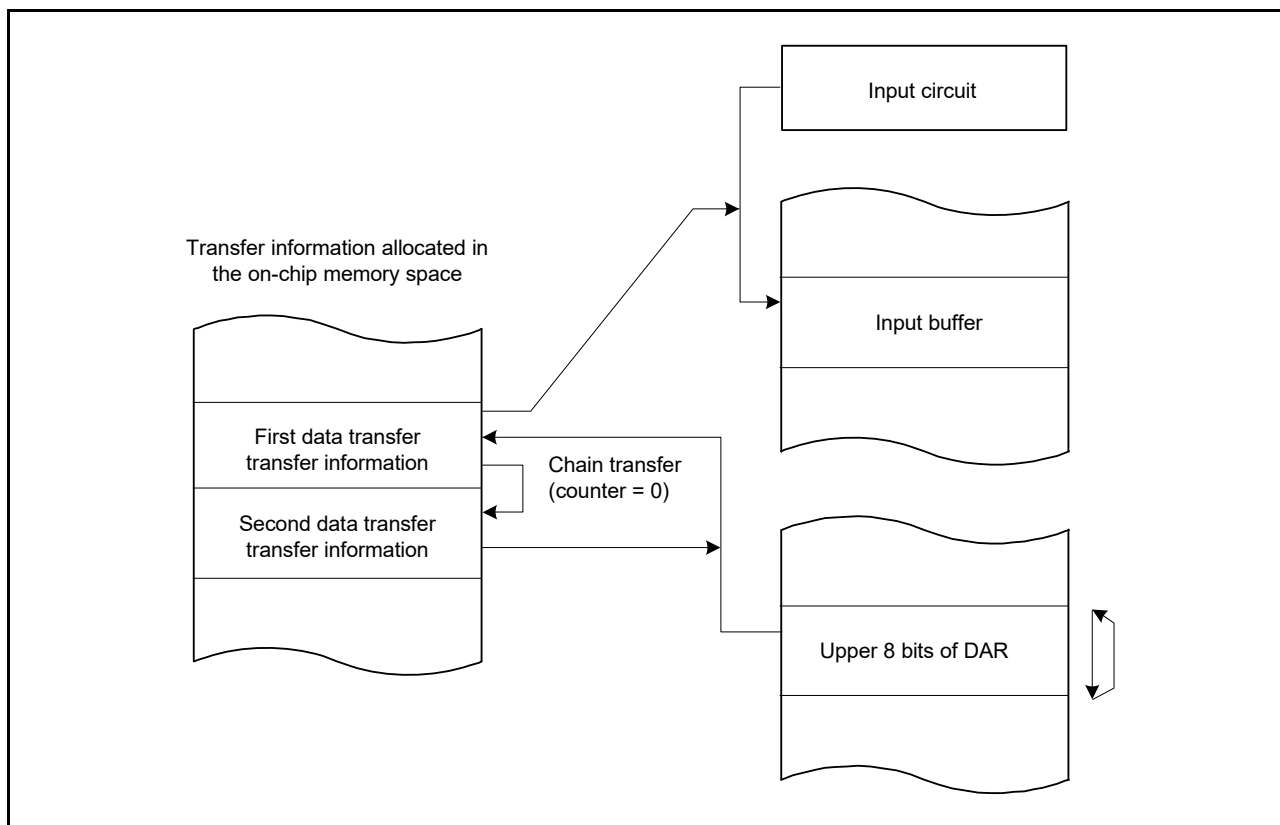 Input circuit
Transfer information allocated in
the on-chip memory space
Input buffer
First data transfer
transfer information
Chain transfer
(counter = 0)
Second data transfer
transfer information
Upper 8 bits of DAR